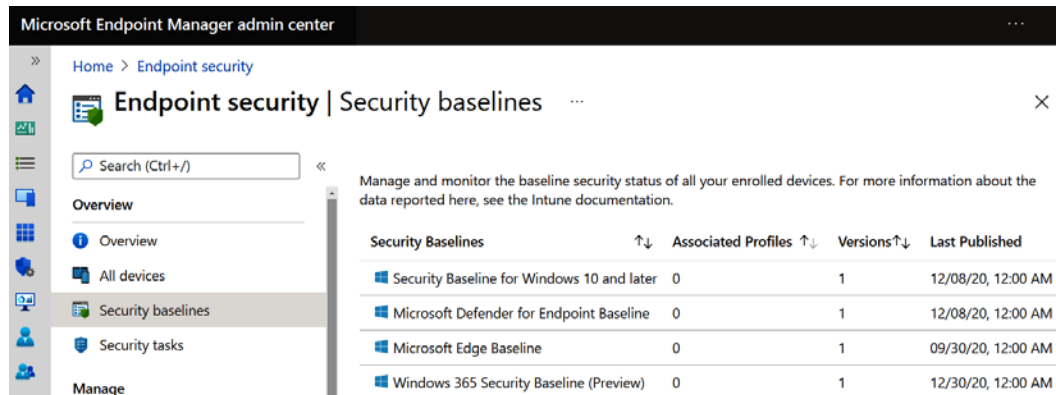 Microsoft Endpoint Manager admin center
Home > Endpoint security
Endpoint security | Security baselines
Search (Ctrl+/)
Overview
Overview
All devices
Security baselines
Security tasks
Manage
Manage and monitor the baseline security status of all your enrolled devices. For more information about the
data reported here, see the Intune documentation.
Security Baselines Associated Profiles Versions Last Published
Security Baseline for Windows 10 and later 0 1 12/08/20, 12:00 AM
Microsoft Defender for Endpoint Baseline 0 1 12/08/20, 12:00 AM
Microsoft Edge Baseline 0 1 09/30/20, 12:00 AM
Windows 365 Security Baseline (Preview) 0 1 12/30/20, 12:00 AM